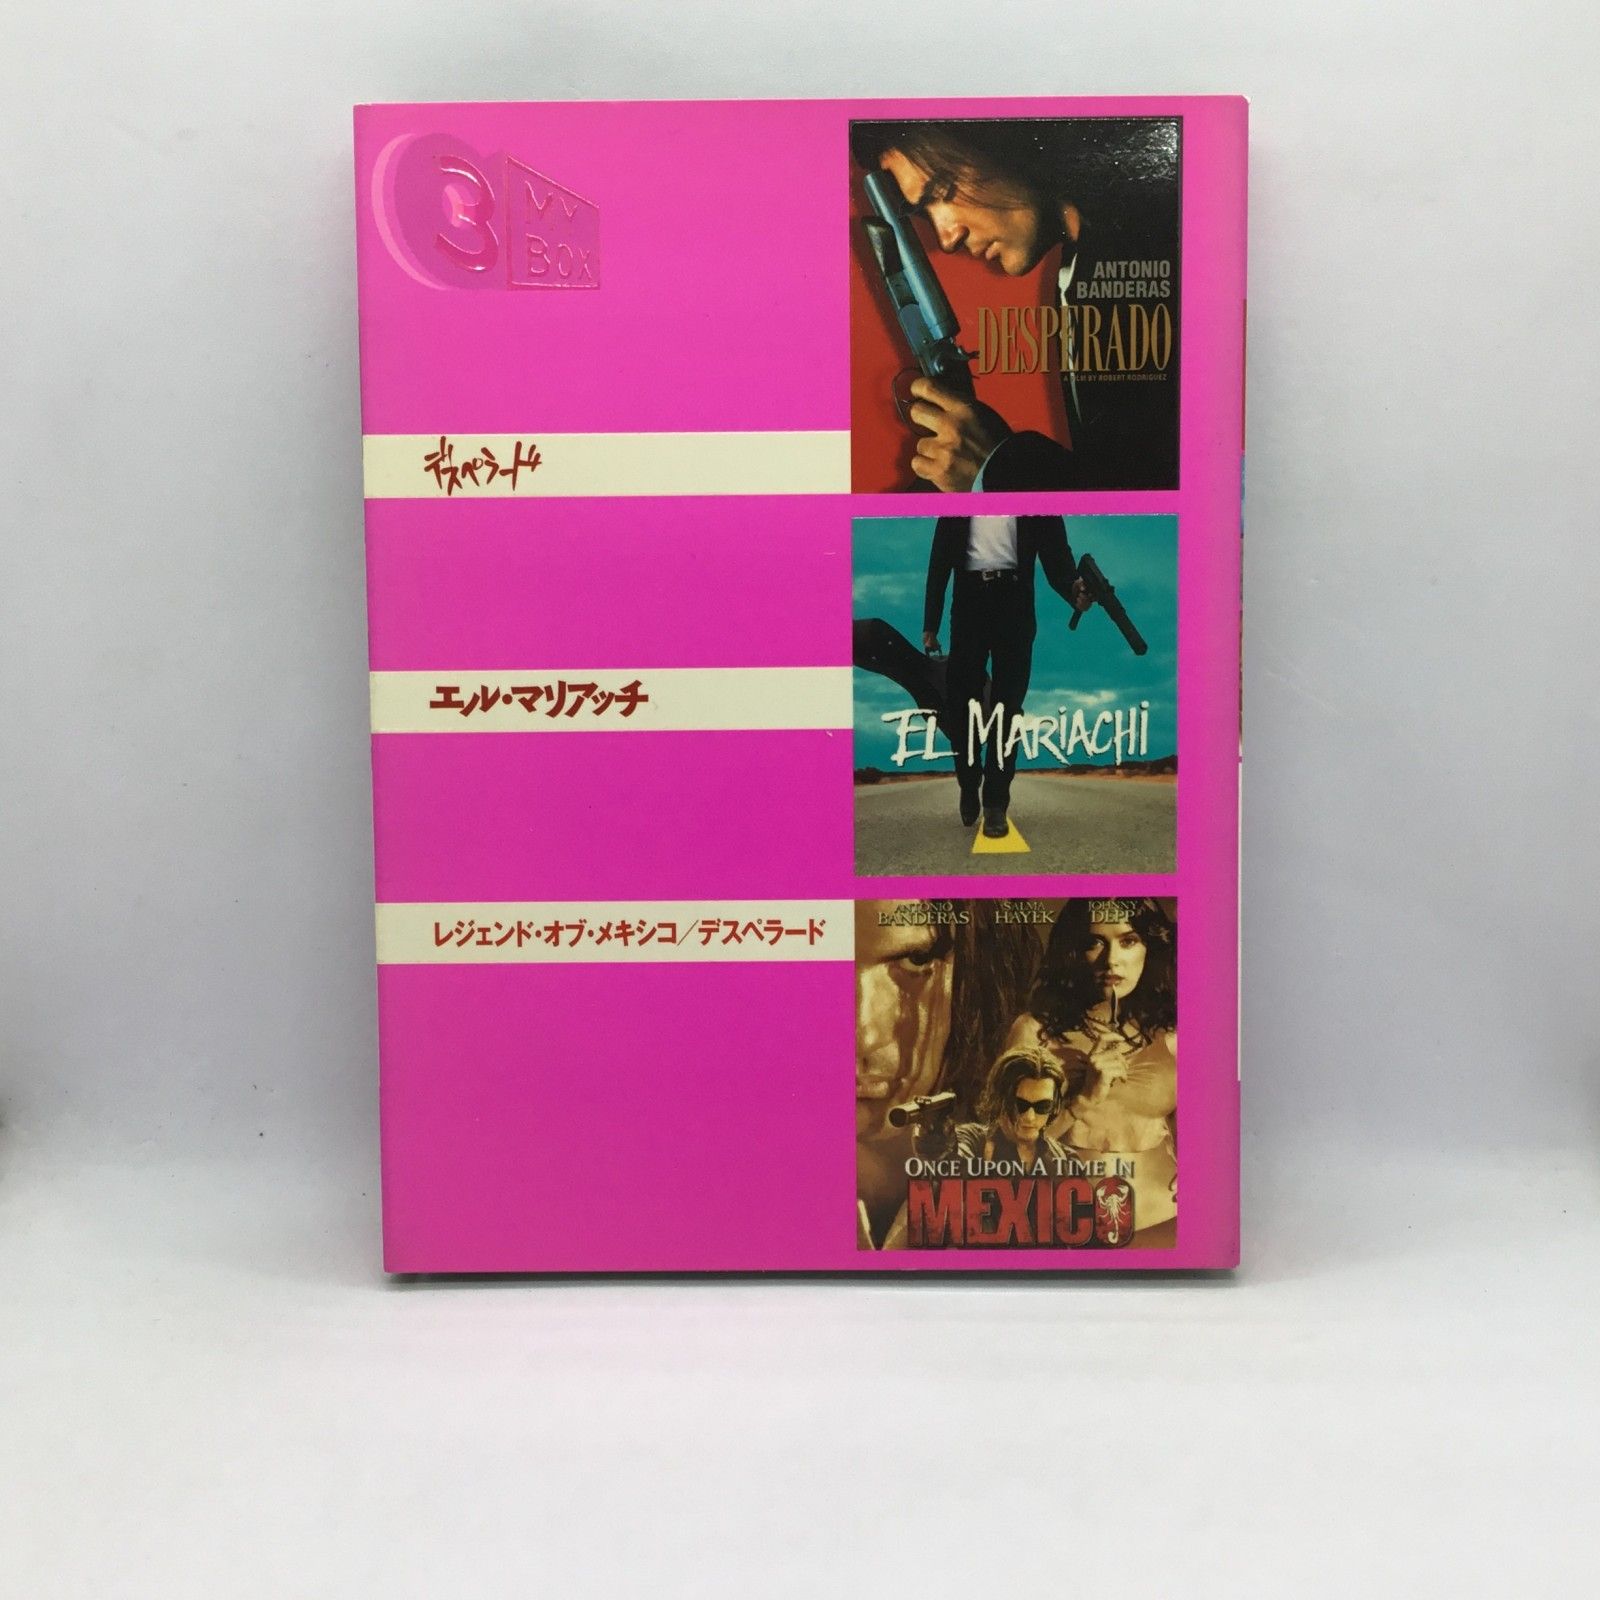 3
MY
BOX
ANTONIO
BANDERAS
DESPERADO
A FILM BY ROBERT RODRIGUEZ
デスペラード
EL MARIACHI
エル・マリアッチ
ANTONIO BANDERAS
SALMA HAYEK
JOHNNY DEPP
レジェンド・オブ・メキシコ/デスペラード
ONCE UPON A TIME IN
MEXICO